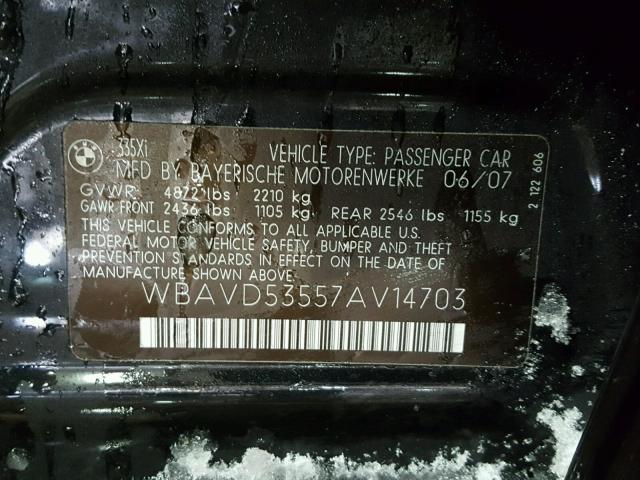 BMW 335Xi VEHICLE TYPE: PASSENGER CAR
MFD BY BAYERISCHE MOTORENWERKE 06/07
GVWR 4872 lbs 2210 kg
GAWR FRONT 2436 lbs 1105 kg REAR 2546 lbs 1155 kg
THIS VEHICLE CONFORMS TO ALL APPLICABLE U.S.
FEDERAL MOTOR VEHICLE SAFETY, BUMPER AND THEFT
PREVENTION STANDARDS IN EFFECT ON THE DATE OF
MANUFACTURE SHOWN ABOVE.
WBAVD53557AV14703
2 122 606